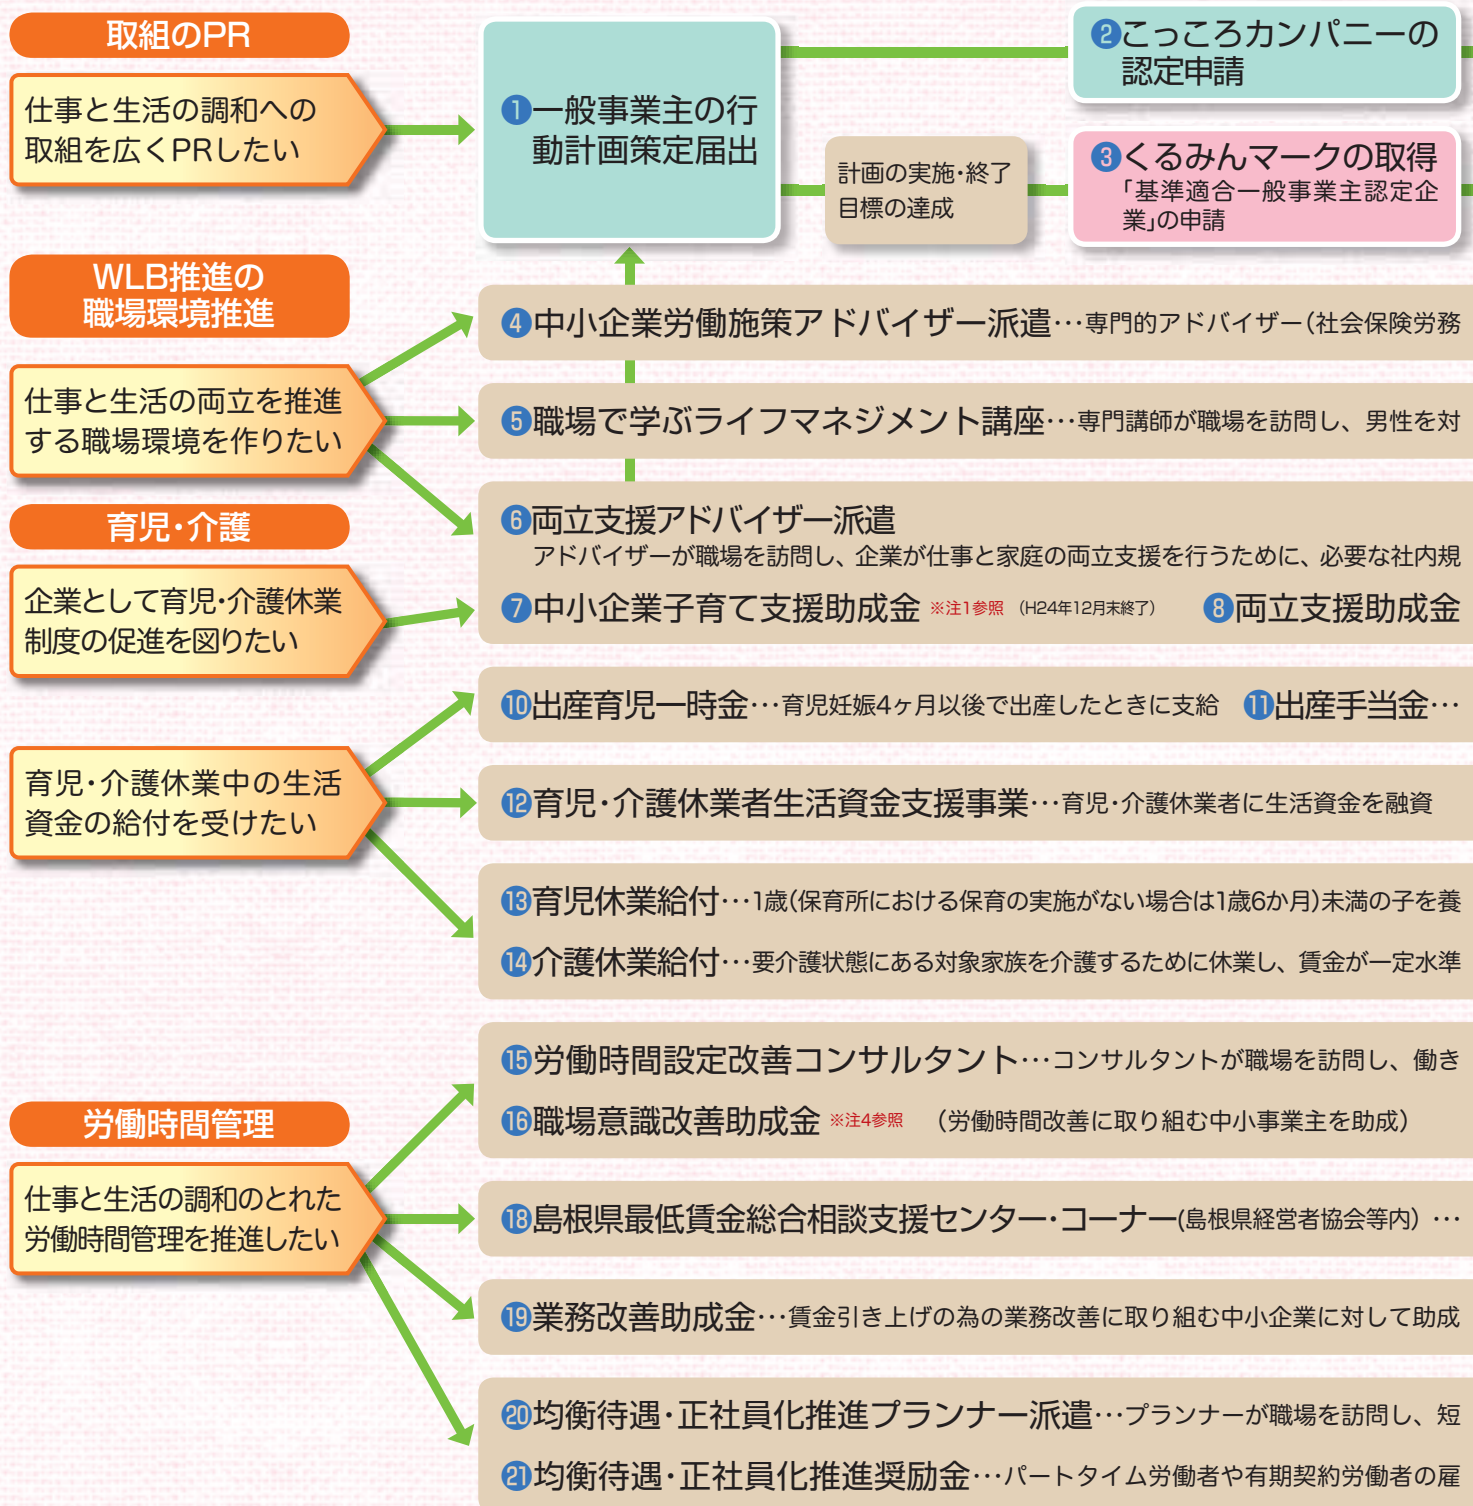 取組のPR
仕事と生活の調和への
取組を広くPRしたい
❶一般事業主の行
動計画策定届出
❷こっころカンパニーの
認定申請
計画の実施・終了
目標の達成
❸くるみんマークの取得
「基準適合一般事業主認定企
業」の申請
WLB推進の
職場環境推進
仕事と生活の両立を推進
する職場環境を作りたい
❹中小企業労働施策アドバイザー派遣…専門的アドバイザー(社会保険労務
❺職場で学ぶライフマネジメント講座…専門講師が職場を訪問し、男性を対
育児・介護
企業として育児・介護休業
制度の促進を図りたい
❻両立支援アドバイザー派遣
アドバイザーが職場を訪問し、企業が仕事と家庭の両立支援を行うために、必要な社内規
❼中小企業子育て支援助成金 ※注1参照 (H24年12月末終了) ❽両立支援助成金
育児・介護休業中の生活
資金の給付を受けたい
❿出産育児一時金…育児妊娠4ヶ月以後で出産したときに支給 ⓫出産手当金…
⓬育児・介護休業者生活資金支援事業…育児・介護休業者に生活資金を融資
⓭育児休業給付…1歳(保育所における保育の実施がない場合は1歳6か月)未満の子を養
⓮介護休業給付…要介護状態にある対象家族を介護するために休業し、賃金が一定水準
労働時間管理
仕事と生活の調和のとれた
労働時間管理を推進したい
⓯労働時間設定改善コンサルタント…コンサルタントが職場を訪問し、働き
⓰職場意識改善助成金 ※注4参照 (労働時間改善に取り組む中小事業主を助成)
⓲島根県最低賃金総合相談支援センター・コーナー(島根県経営者協会等内) …
⓳業務改善助成金…賃金引き上げの為の業務改善に取り組む中小企業に対して助成
⓴均衡待遇・正社員化推進プランナー派遣…プランナーが職場を訪問し、短
㉑均衡待遇・正社員化推進奨励金…パートタイム労働者や有期契約労働者の雇